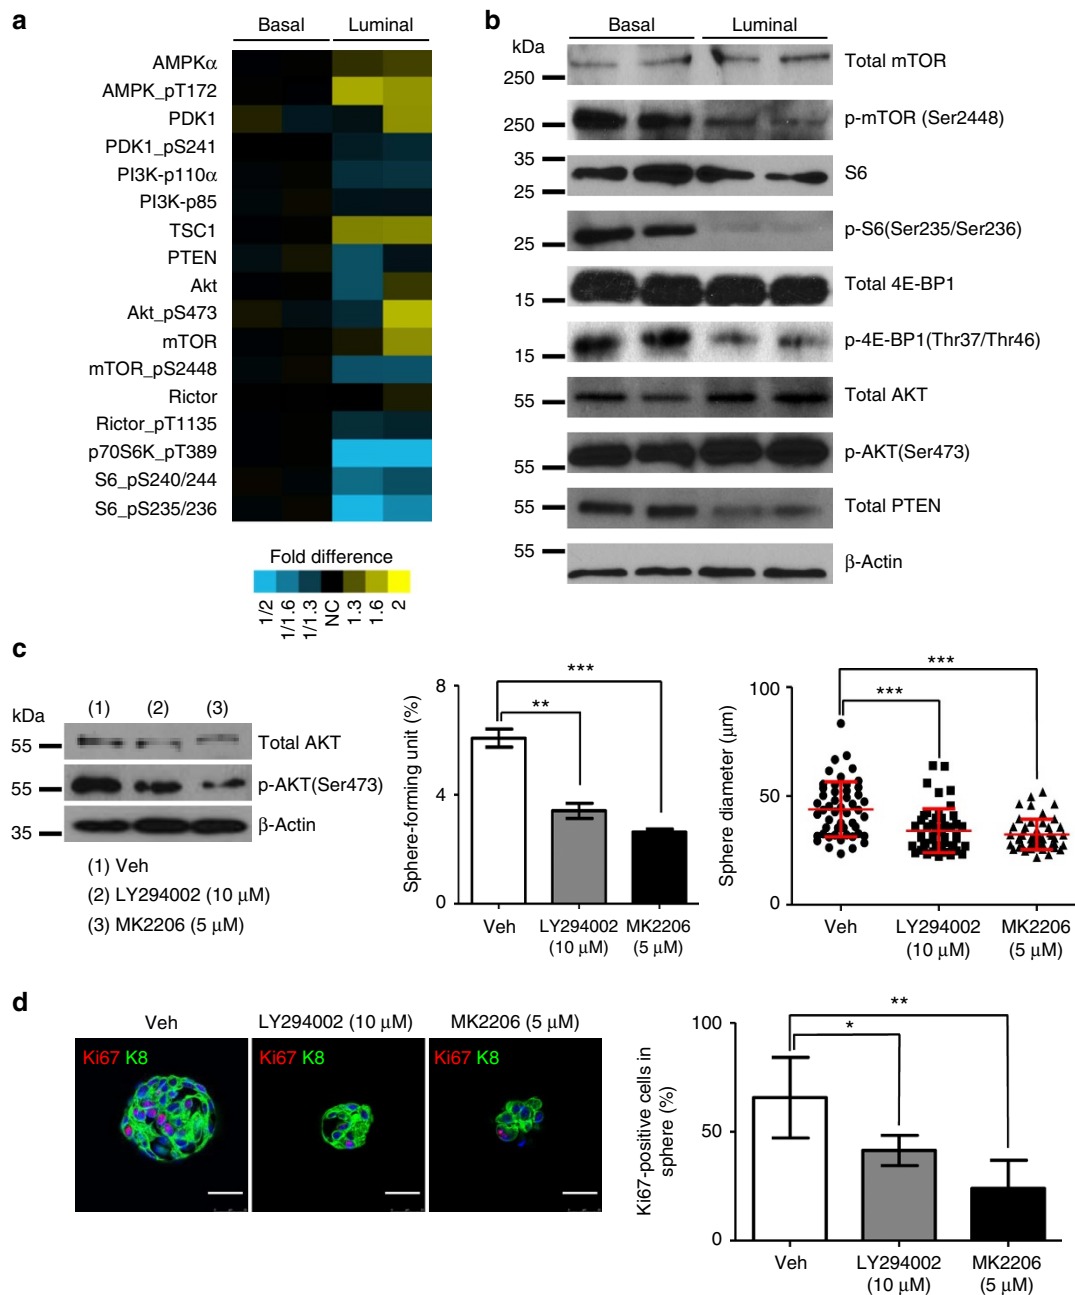 a
Basal Luminal
AMPKα
AMPK_pT172
PDK1
PDK1_pS241
PI3K-p110α
PI3K-p85
TSC1
PTEN
Akt
Akt_pS473
mTOR
mTOR_pS2448
Rictor
Rictor_pT1135
p70S6K_pT389
S6_pS240/244
S6_pS235/236
Fold difference
1/2 1/1.6 1/1.3 NC 1.3 1.6 2
b
Basal Luminal
kDa
250 Total mTOR
250 p-mTOR (Ser2448)
35
25 S6
25 p-S6(Ser235/Ser236)
15 Total 4E-BP1
15 p-4E-BP1(Thr37/Thr46)
55 Total AKT
55 p-AKT(Ser473)
55 Total PTEN
55 β-Actin
c
(1) (2) (3)
kDa
55 Total AKT
55 p-AKT(Ser473)
35 β-Actin
(1) Veh
(2) LY294002 (10 μM)
(3) MK2206 (5 μM)
Sphere-forming unit (%)
8
4
0
***
**
Veh LY294002 (10 μM) MK2206 (5 μM)
Sphere diameter (μm)
100
50
0
***
***
Veh LY294002 (10 μM) MK2206 (5 μM)
d
Veh LY294002 (10 μM) MK2206 (5 μM)
Ki67 K8 Ki67 K8 Ki67 K8
Ki67-positive cells in sphere (%)
100
50
0
**
*
Veh LY294002 (10 μM) MK2206 (5 μM)